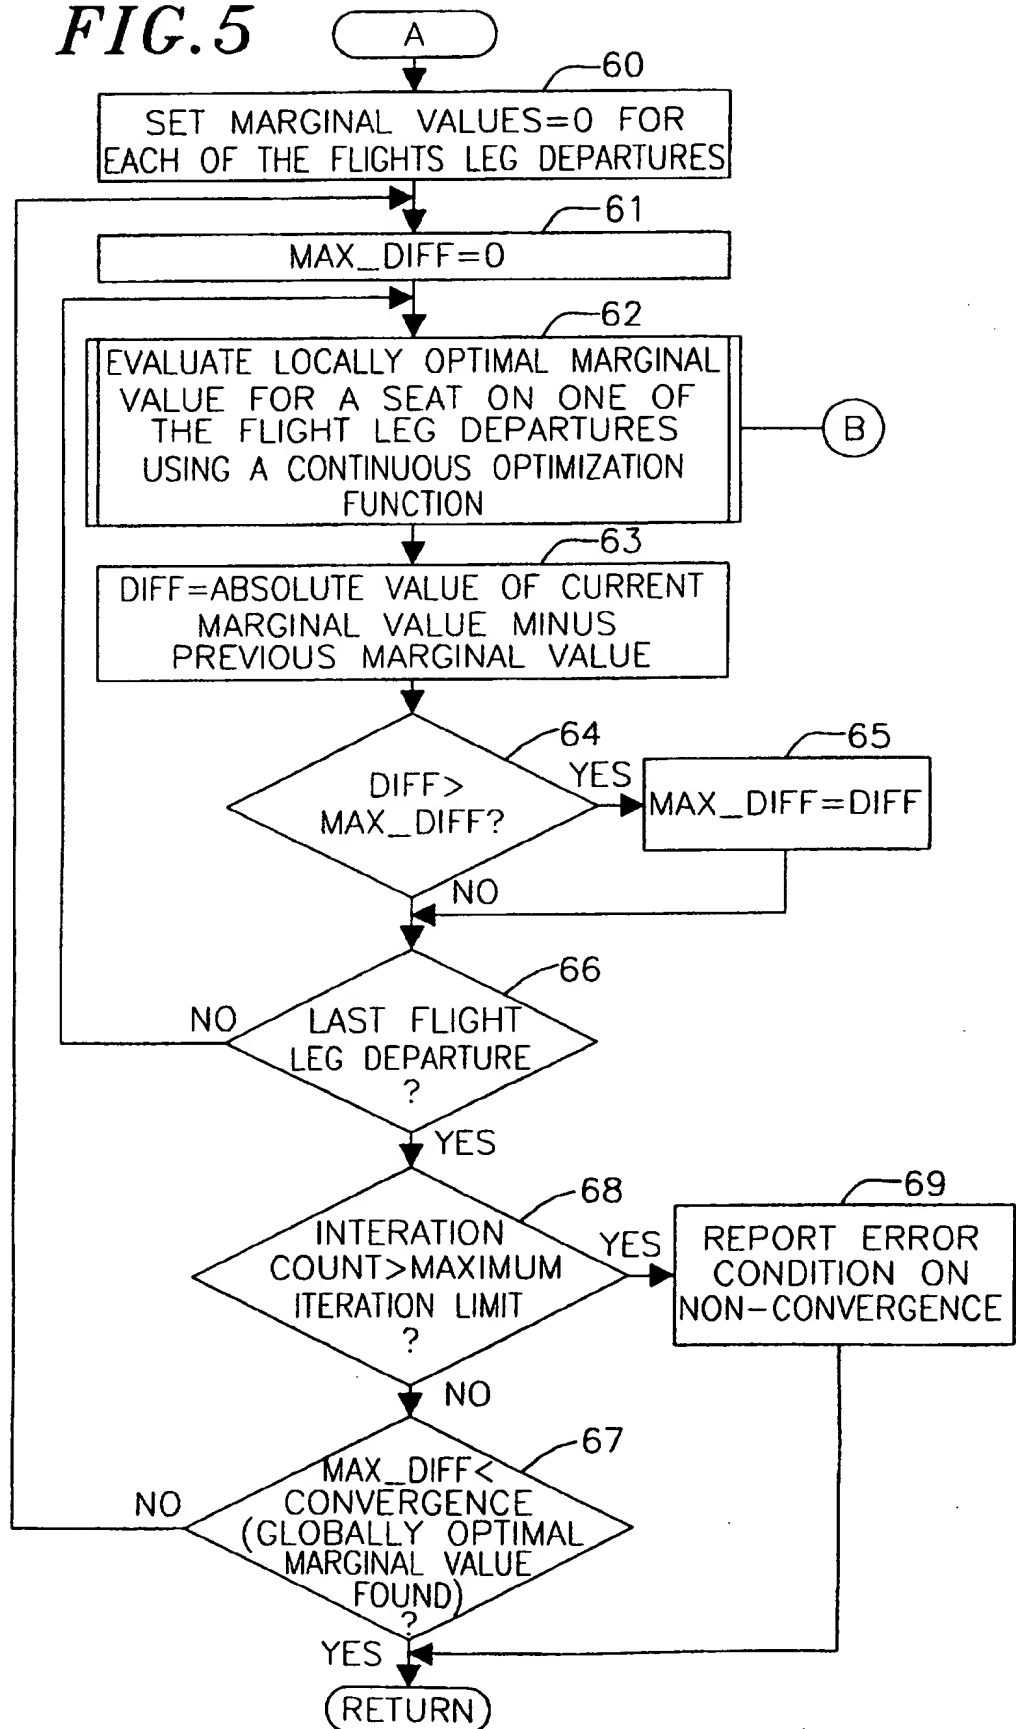 FIG.5
A
60
SET MARGINAL VALUES=0 FOR
EACH OF THE FLIGHTS LEG DEPARTURES
61
MAX_DIFF=0
62
EVALUATE LOCALLY OPTIMAL MARGINAL
VALUE FOR A SEAT ON ONE OF
THE FLIGHT LEG DEPARTURES
USING A CONTINUOUS OPTIMIZATION
FUNCTION
B
63
DIFF=ABSOLUTE VALUE OF CURRENT
MARGINAL VALUE MINUS
PREVIOUS MARGINAL VALUE
64
DIFF>
MAX_DIFF?
YES
65
MAX_DIFF=DIFF
NO
66
LAST FLIGHT
LEG DEPARTURE
?
NO
YES
68
INTERATION
COUNT>MAXIMUM
ITERATION LIMIT
?
YES
69
REPORT ERROR
CONDITION ON
NON-CONVERGENCE
NO
67
MAX_DIFF<
CONVERGENCE
(GLOBALLY OPTIMAL
MARGINAL VALUE
FOUND)
?
NO
YES
RETURN